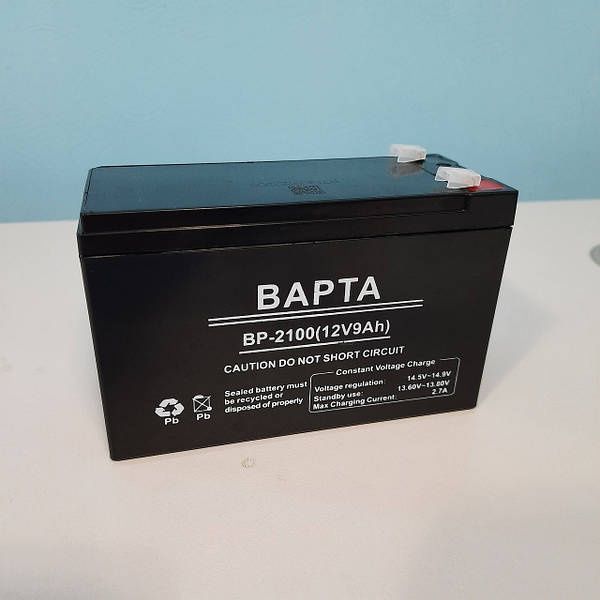 BAPTA
BP-2100(12V9Ah)
CAUTION DO NOT SHORT CIRCUIT
Constant Voltage Charge
Voltage regulation: 14.5V~14.9V
Standby use: 13.60V~13.80V
Max Charging Current: 2.7A
Sealed battery must
be recycled or
disposed of properly
Pb
Pb